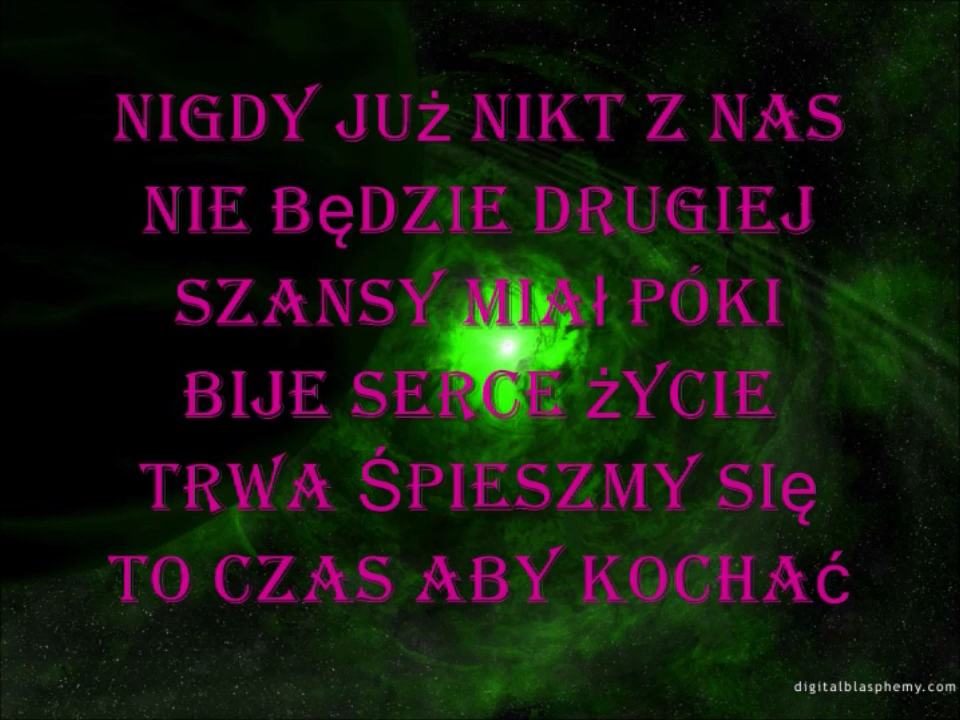 NIGDY JUż NIKT Z NAS
NIE BęDZIE DRUGIEJ
SZANSY MIAł PÓKI
BIJE SERCE żYCIE
TRWA ŚPIESZMY SIę
TO CZAS ABY KOCHAć
digitalblasphemy.com